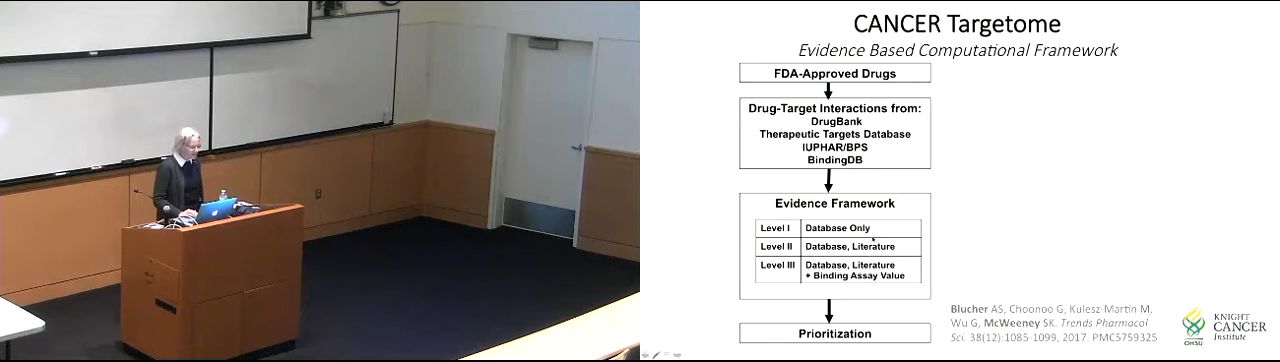 CANCER Targetome
Evidence Based Computational Framework
FDA-Approved Drugs
Drug-Target Interactions from:
DrugBank
Therapeutic Targets Database
IUPHAR/BPS
BindingDB
Evidence Framework
Level I Database Only
Level II Database, Literature
Level III Database, Literature
+ Binding Assay Value
Prioritization
Blucher AS, Choonoo G, Kulesz-Martin M,
Wu G, McWeeney SK. Trends Pharmacol
Sci. 38(12):1085-1099, 2017. PMC5759325
OHSU
KNIGHT
CANCER
Institute